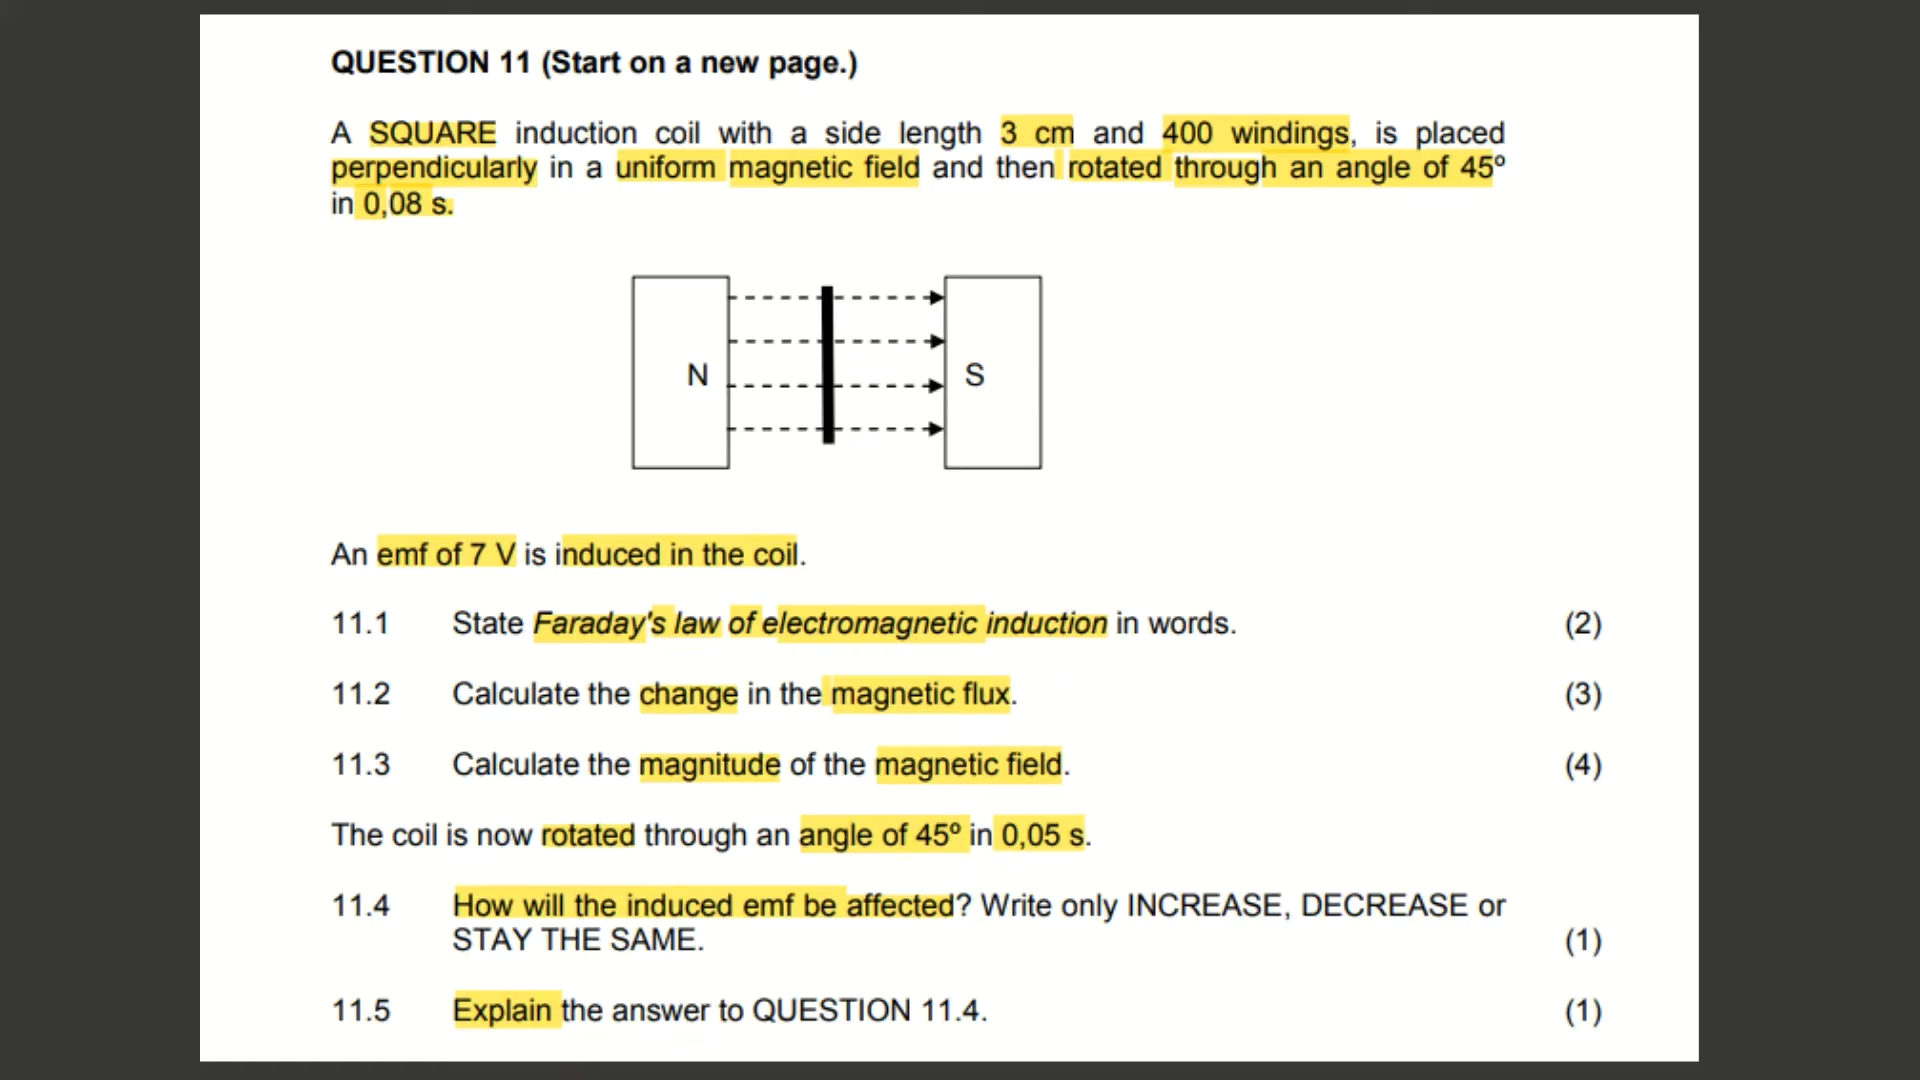 QUESTION 11 (Start on a new page.)
A SQUARE induction coil with a side length 3 cm and 400 windings, is placed
perpendicularly in a uniform magnetic field and then rotated through an angle of 45º
in 0,08 s.
N
S
An emf of 7 V is induced in the coil.
11.1 State Faraday's law of electromagnetic induction in words. (2)
11.2 Calculate the change in the magnetic flux. (3)
11.3 Calculate the magnitude of the magnetic field. (4)
The coil is now rotated through an angle of 45º in 0,05 s.
11.4 How will the induced emf be affected? Write only INCREASE, DECREASE or
STAY THE SAME. (1)
11.5 Explain the answer to QUESTION 11.4. (1)